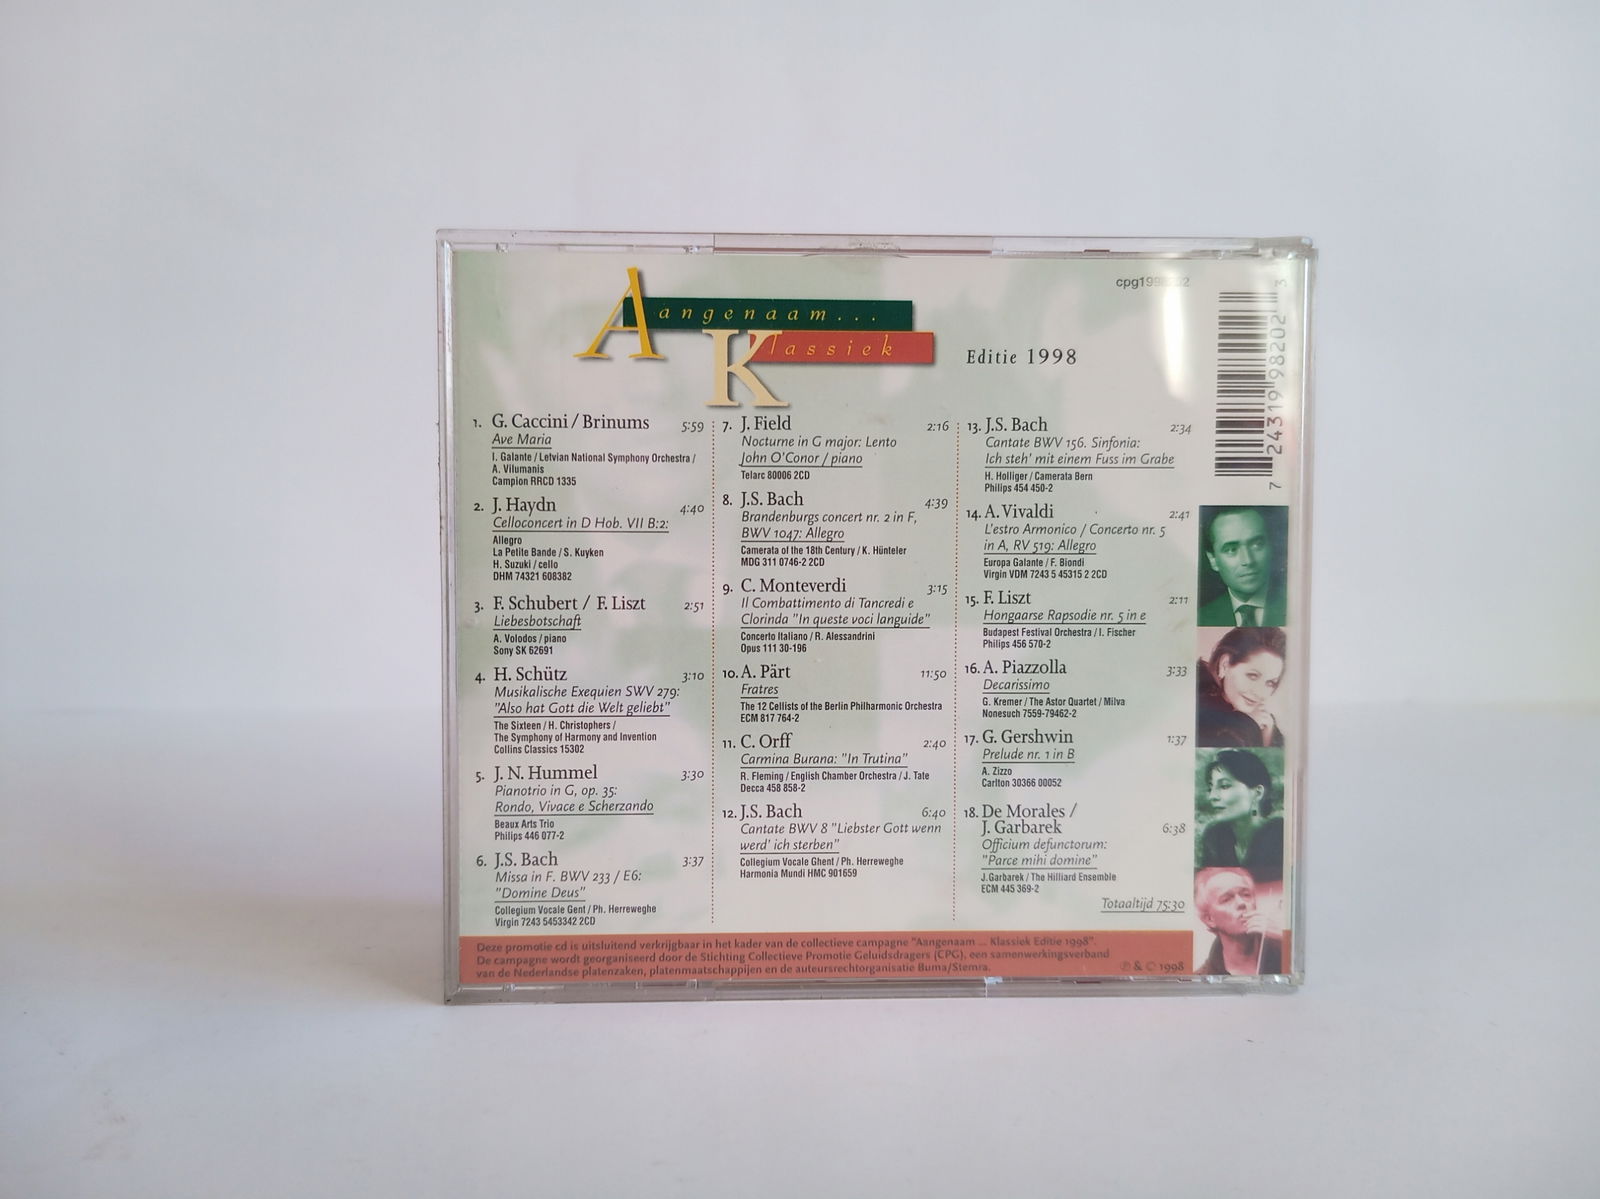 Aangenaam...
Klassiek
Editie 1998
7 24319 98202 3
1. G. Caccini / Brinums 5:59
Ave Maria
I. Galante / Letvian National Symphony Orchestra /
A. Vilumanis
Campion RRCD 1335
2. J. Haydn 4:40
Celloconcert in D Hob. VII B:2:
Allegro
La Petite Bande / S. Kuyken
H. Suzuki / cello
DHM 74321 608382
3. F. Schubert / F. Liszt 2:51
Liebesbotschaft
A. Volodos / piano
Sony SK 62691
4. H. Schütz 3:10
Musikalische Exequien SWV 279:
"Also hat Gott die Welt geliebt"
The Sixteen / H. Christophers /
The Symphony of Harmony and Invention
Collins Classics 15302
5. J. N. Hummel 3:30
Pianotrio in G, op. 35:
Rondo, Vivace e Scherzando
Beaux Arts Trio
Philips 446 077-2
6. J.S. Bach 3:37
Missa in F. BWV 233 / E6:
"Domine Deus"
Collegium Vocale Gent / Ph. Herreweghe
Virgin 7243 5453342 2CD
7. J. Field 2:16
Nocturne in G major: Lento
John O'Conor / piano
Telarc 80006 2CD
8. J.S. Bach 4:39
Brandenburgs concert nr. 2 in F,
BWV 1047: Allegro
Camerata of the 18th Century / K. Hünteler
MDG 311 0746-2 2CD
9. C. Monteverdi 3:15
Il Combattimento di Tancredi e
Clorinda "In queste voci languide"
Concerto Italiano / R. Alessandrini
Opus 111 30-196
10. A. Pärt 11:50
Fratres
The 12 Cellists of the Berlin Philharmonic Orchestra
ECM 817 764-2
11. C. Orff 2:40
Carmina Burana: "In Trutina"
R. Fleming / English Chamber Orchestra / J. Tate
Decca 458 858-2
12. J.S. Bach 6:40
Cantate BWV 8 "Liebster Gott wenn
werd' ich sterben"
Collegium Vocale Ghent / Ph. Herreweghe
Harmonia Mundi HMC 901659
13. J.S. Bach 2:34
Cantate BWV 156. Sinfonia:
Ich steh' mit einem Fuss im Grabe
H. Holliger / Camerata Bern
Philips 454 450-2
14. A. Vivaldi 2:41
L'estro Armonico / Concerto nr. 5
in A, RV 519: Allegro
Europa Galante / F. Biondi
Virgin VDM 7243 5 45315 2 2CD
15. F. Liszt 2:11
Hongaarse Rapsodie nr. 5 in e
Budapest Festival Orchestra / I. Fischer
Philips 456 570-2
16. A. Piazzolla 3:33
Decarissimo
G. Kremer / The Astor Quartet / Milva
Nonesuch 7559-79462-2
17. G. Gershwin 1:37
Prelude nr. 1 in B
A. Zizzo
Carlton 30366 00052
18. De Morales /
J. Garbarek 6:38
Officium defunctorum:
"Parce mihi domine"
J. Garbarek / The Hilliard Ensemble
ECM 445 369-2
Totaaltijd 75:30
Deze promotie cd is uitsluitend verkrijgbaar in het kader van de collectieve campagne "Aangenaam ... Klassiek Editie 1998".
De campagne wordt georganiseerd door de Stichting Collectieve Promotie Geluidsdragers (CPG), een samenwerkingsverband
van de Nederlandse platenzaken, platenmaatschappijen en de auteursrechtorganisatie Buma/Stemra.
℗ & © 1998